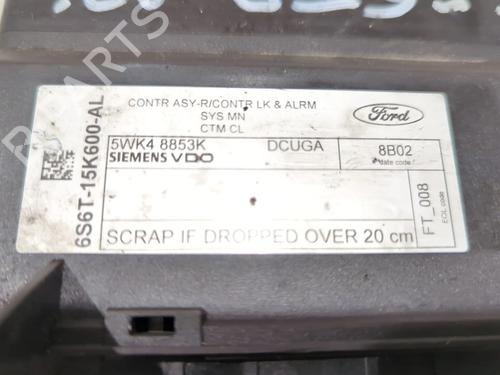 CONTR ASY-R/CONTR LK & ALRM
SYS MN
CTM CL
Ford
5WK4 8853K
DCUGA
8B02
date code
SIEMENS VDO
6S6T-15K600-AL
FT_008
EOL code
SCRAP IF DROPPED OVER 20 cm
PARTS